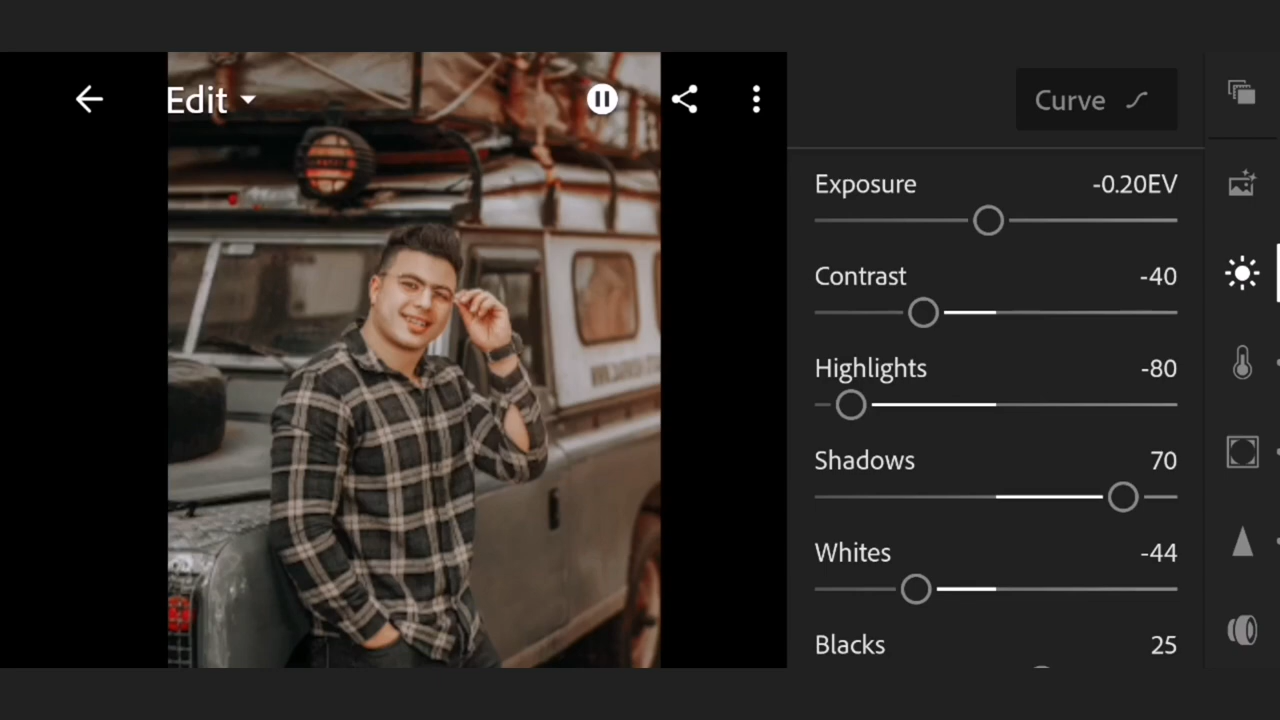 Edit
Curve
Exposure -0.20EV
Contrast -40
Highlights -80
Shadows 70
Whites -44
Blacks 25